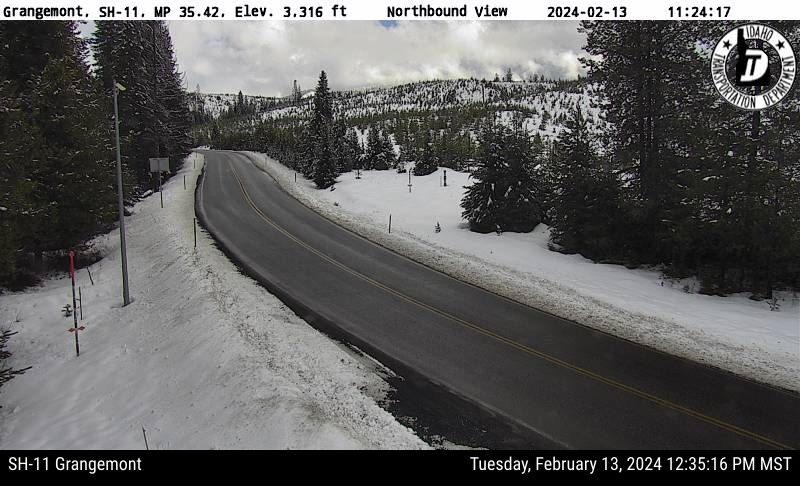 Grangemont, SH-11, MP 35.42, Elev. 3,316 ft Northbound View 2024-02-13 11:24:17
IDAHO
TRANSPORTATION DEPARTMENT
SH-11 Grangemont Tuesday, February 13, 2024 12:35:16 PM MST